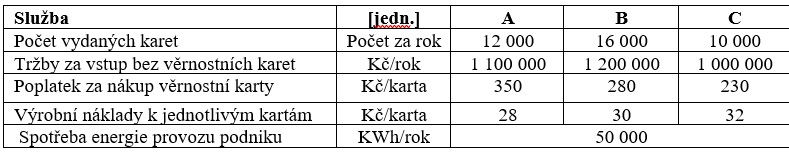 Služba [jedn.] A B C
Počet vydaných karet Počet za rok 12 000 16 000 10 000
Tržby za vstup bez věrnostních karet Kč/rok 1 100 000 1 200 000 1 000 000
Poplatek za nákup věrnostní karty Kč/karta 350 280 230
Výrobní náklady k jednotlivým kartám Kč/karta 28 30 32
Spotřeba energie provozu podniku KWh/rok 50 000